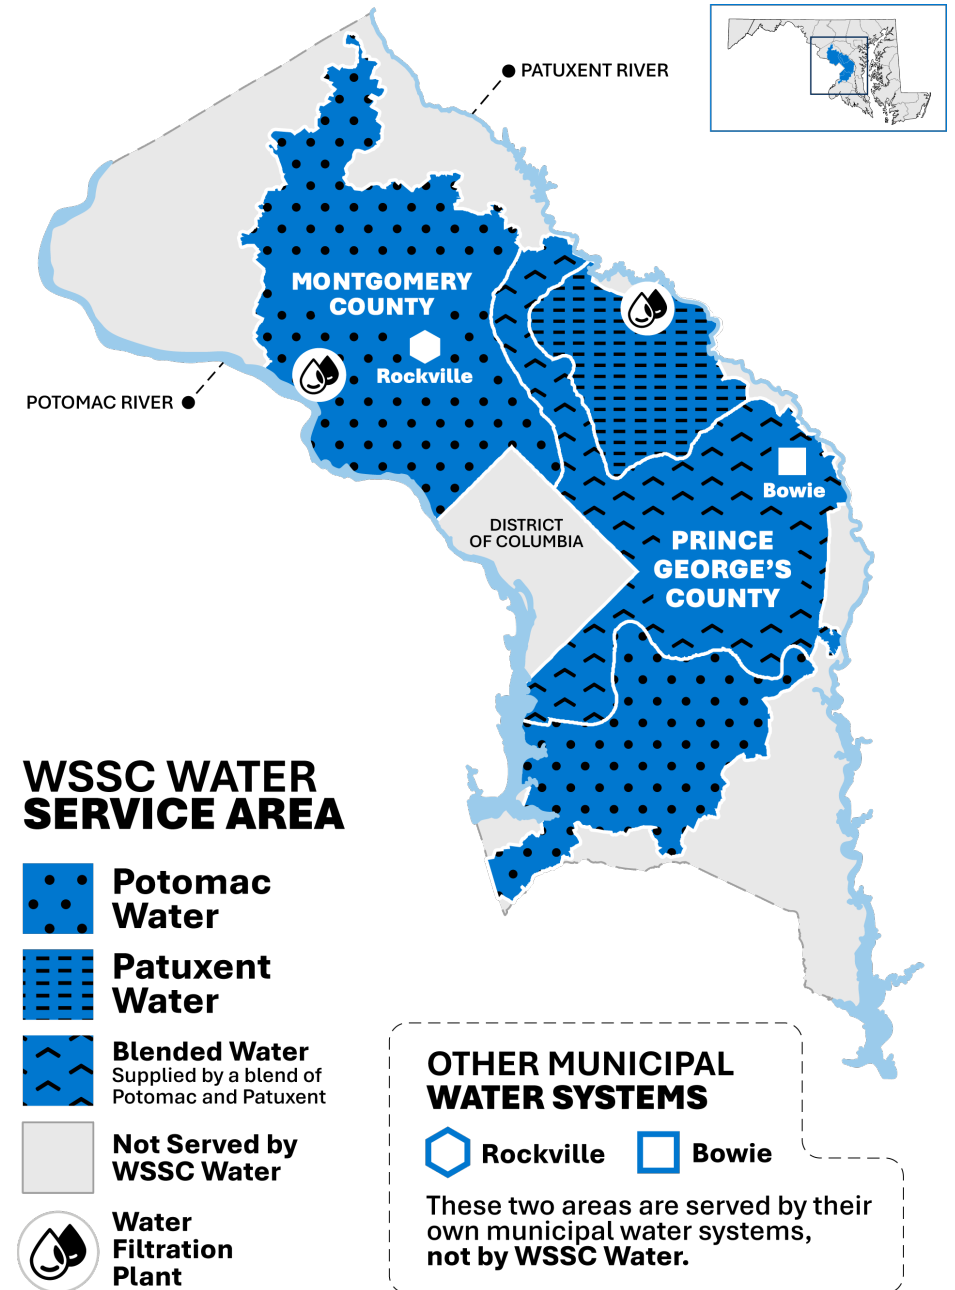 PATUXENT RIVER
MONTGOMERY
COUNTY
Rockville
POTOMAC RIVER
Bowie
DISTRICT
OF COLUMBIA
PRINCE
GEORGE’S
COUNTY
WSSC WATER
SERVICE AREA
Potomac
Water
Patuxent
Water
Blended Water
Supplied by a blend of
Potomac and Patuxent
Not Served by
WSSC Water
Water
Filtration
Plant
OTHER MUNICIPAL
WATER SYSTEMS
Rockville
Bowie
These two areas are served by their
own municipal water systems,
not by WSSC Water.